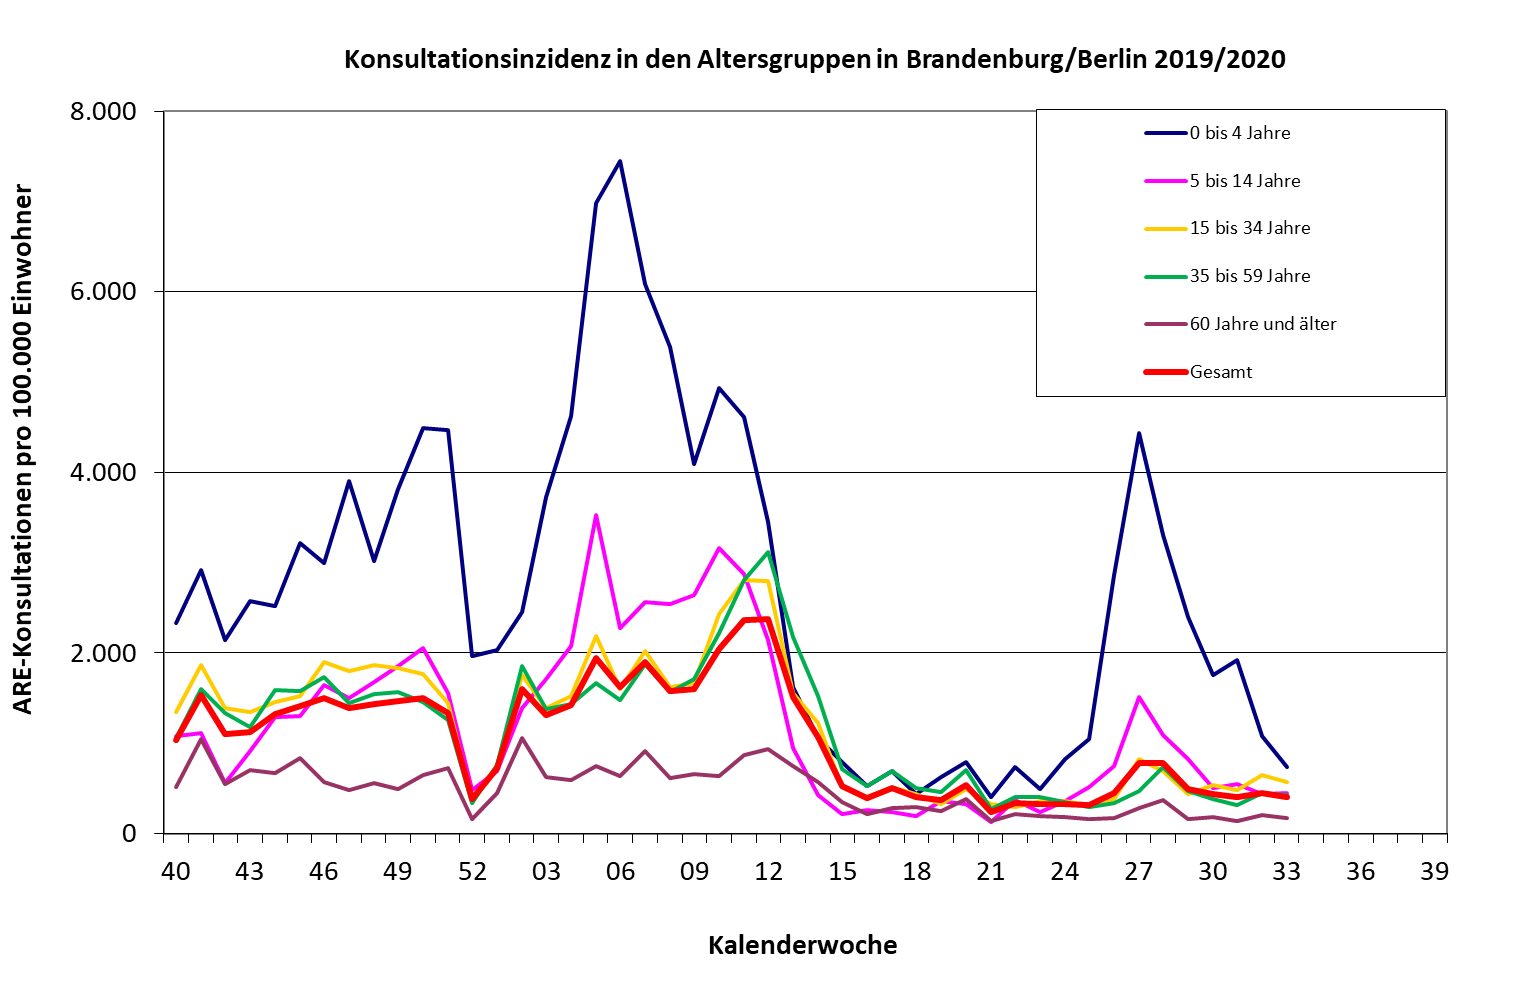 Konsultationsinzidenz in den Altersgruppen in Brandenburg/Berlin 2019/2020
ARE-Konsultationen pro 100.000 Einwohner
8.000
6.000
4.000
2.000
0
0 bis 4 Jahre
5 bis 14 Jahre
15 bis 34 Jahre
35 bis 59 Jahre
60 Jahre und älter
Gesamt
40 43 46 49 52 03 06 09 12 15 18 21 24 27 30 33 36 39
Kalenderwoche